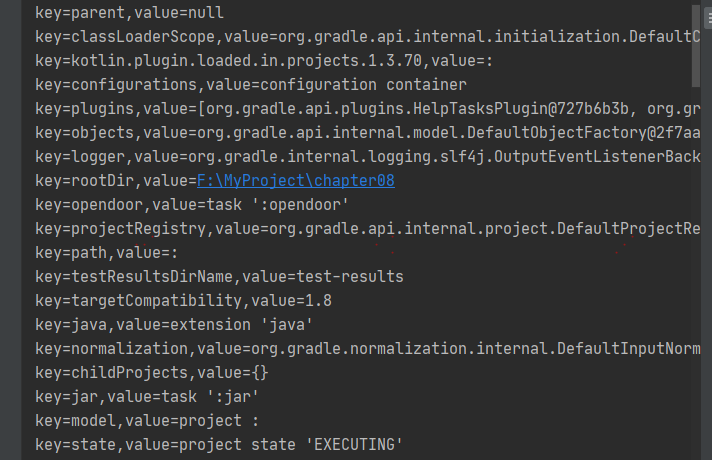 key=parent,value=null
key=classLoaderScope,value=org.gradle.api.internal.initialization.DefaultC
key=kotlin.plugin.loaded.in.projects.1.3.70,value=:
key=configurations,value=configuration container
key=plugins,value=[org.gradle.api.plugins.HelpTasksPlugin@727b6b3b, org.gr
key=objects,value=org.gradle.api.internal.model.DefaultObjectFactory@2f7aa
key=logger,value=org.gradle.internal.logging.slf4j.OutputEventListenerBack
key=rootDir,value=F:\MyProject\chapter08
key=opendoor,value=task ':opendoor'
key=projectRegistry,value=org.gradle.api.internal.project.DefaultProjectRe
key=path,value=:
key=testResultsDirName,value=test-results
key=targetCompatibility,value=1.8
key=java,value=extension 'java'
key=normalization,value=org.gradle.normalization.internal.DefaultInputNorm
key=childProjects,value={}
key=jar,value=task ':jar'
key=model,value=project :
key=state,value=project state 'EXECUTING'